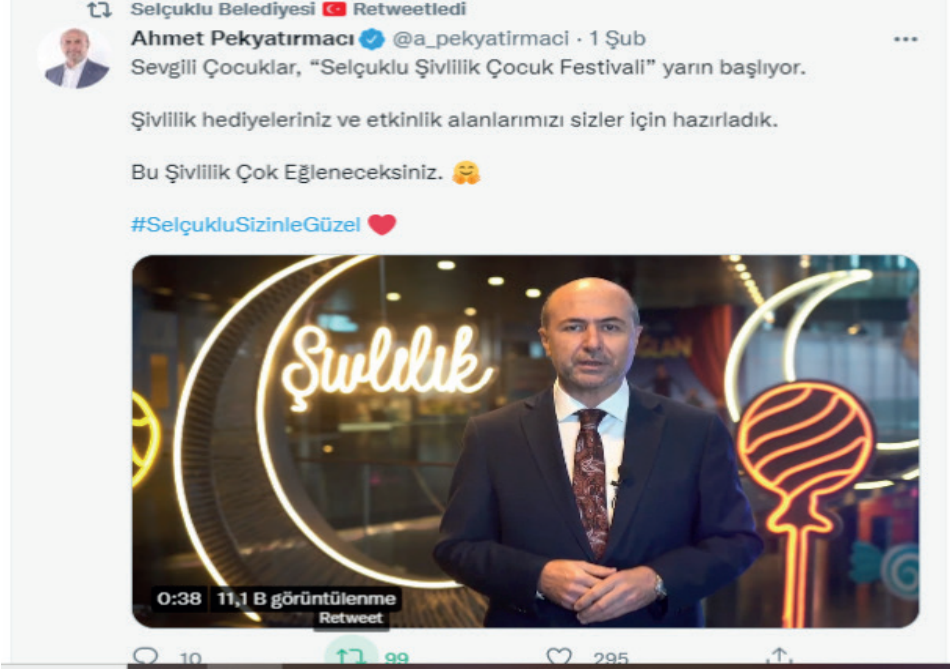 Selçuklu Belediyesi 🇹🇷 Retweetledi
Ahmet Pekyatırmacı @a_pekyatirmaci · 1 Şub
Sevgili Çocuklar, “Selçuklu Şivlilik Çocuk Festivali” yarın başlıyor.
Şivlilik hediyeleriniz ve etkinlik alanlarımızı sizler için hazırladık.
Bu Şivlilik Çok Eğleneceksiniz. 🤗
#SelçukluSizinleGüzel ❤️
Şivlilik
0:38 11,1 B görüntülenme
Retweet
10 99 295